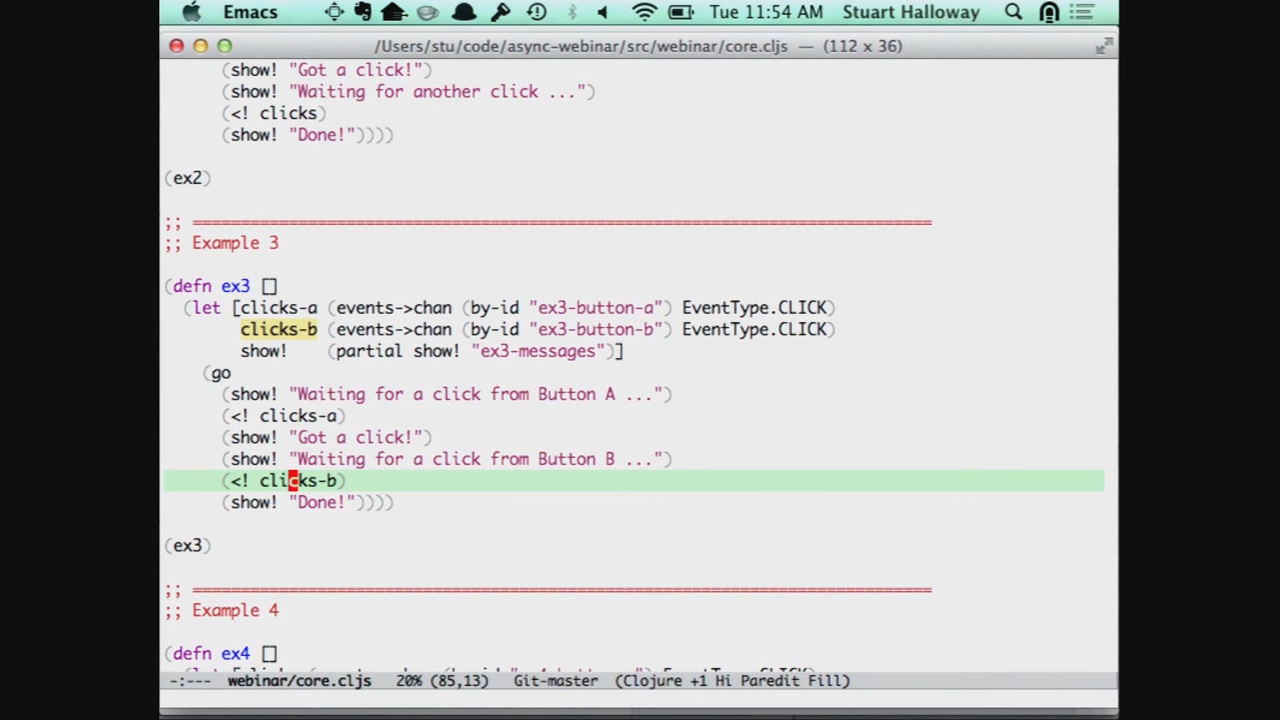 Emacs Tue 11:54 AM Stuart Halloway
/Users/stu/code/async-webinar/src/webinar/core.cljs — (112 x 36)
(show! "Got a click!")
(show! "Waiting for another click ...")
(<! clicks)
(show! "Done!"))))
(ex2)
;; =============================================================================
;; Example 3
(defn ex3 []
(let [clicks-a (events->chan (by-id "ex3-button-a") EventType.CLICK)
clicks-b (events->chan (by-id "ex3-button-b") EventType.CLICK)
show! (partial show! "ex3-messages")]
(go
(show! "Waiting for a click from Button A ...")
(<! clicks-a)
(show! "Got a click!")
(show! "Waiting for a click from Button B ...")
(<! clicks-b)
(show! "Done!"))))
(ex3)
;; =============================================================================
;; Example 4
(defn ex4 []
-:--- webinar/core.cljs 20% (85,13) Git-master (Clojure +1 Hi Paredit Fill)